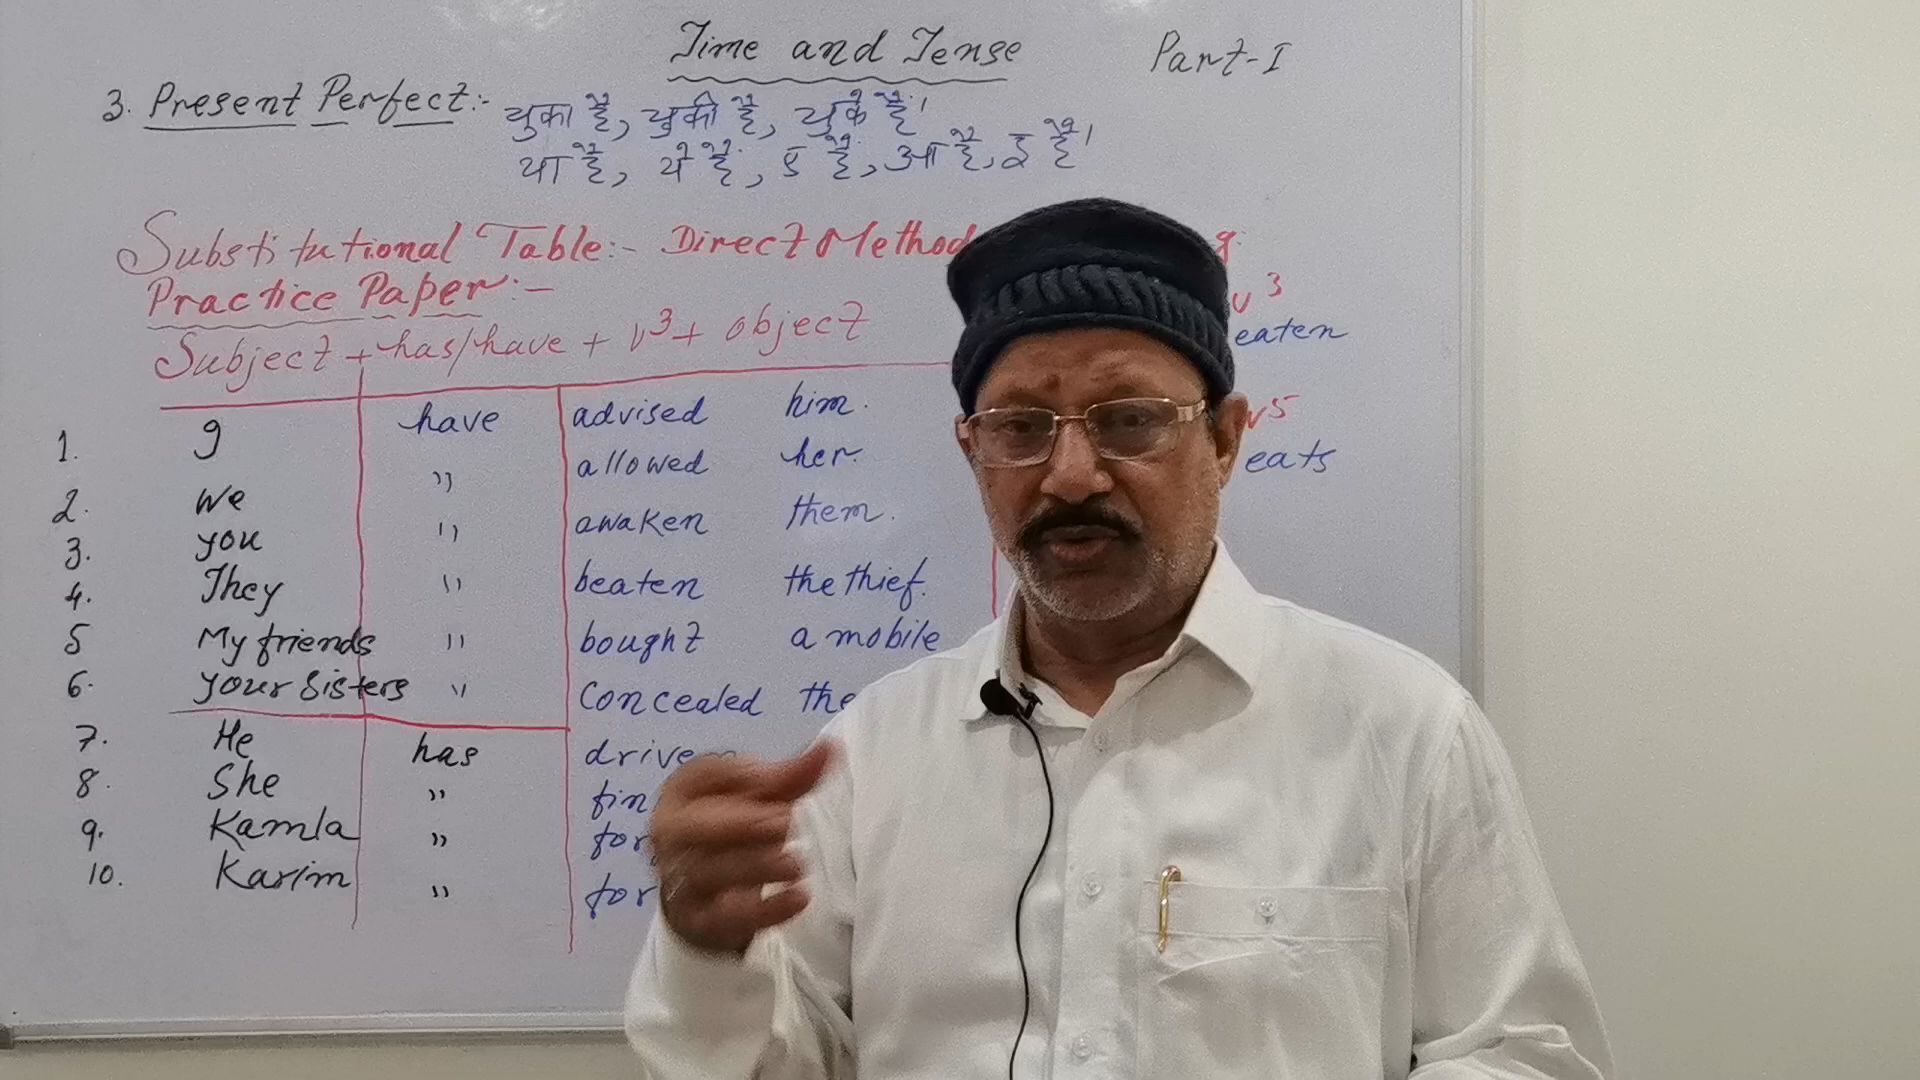 Time and Tense Part-I
3. Present Perfect:- चुका है, चुकी है, चुके हैं।
या है, ये हैं, ए हैं, आ है, ई है।
Substitutional Table:- Direct Method
Practice Paper:-
Subject + has/have + V3 + object
V3
eaten
V5
eats
1. I have advised him.
2. We " allowed her.
3. you " awaken them.
4. They " beaten the thief.
5 My friends " bought a mobile
6. your Sisters " Concealed the
7. He has driven
8. She "
9. Kamla "
10. Karim "